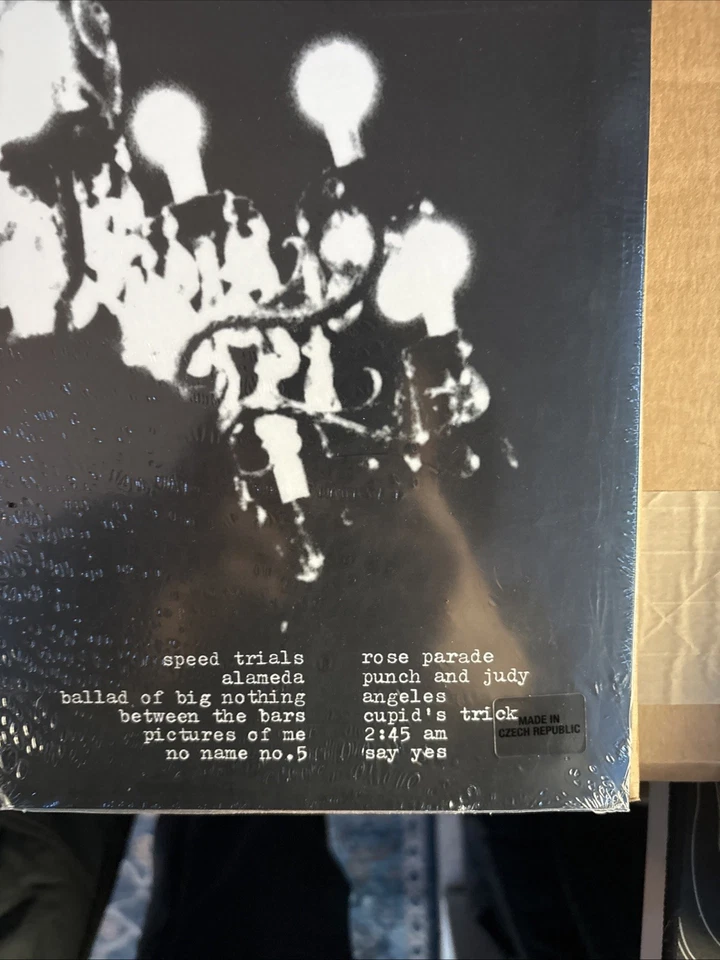 speed trials
alameda
ballad of big nothing
between the bars
pictures of me
no name no.5
rose parade
punch and judy
angeles
cupid's trick
2:45 am
say yes
MADE IN
CZECH REPUBLIC